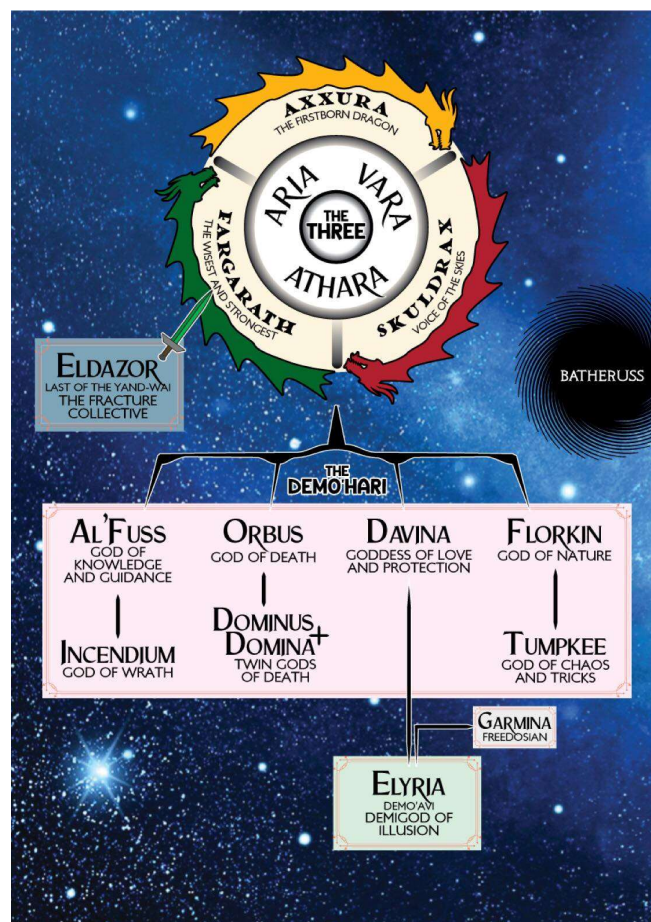 AXXURA
THE FIRSTBORN DRAGON
ARIA
VARA
THE
THREE
ATHARA
FARGARATH
THE WISEST AND STRONGEST
SKULDRAX
VOICE OF THE SKIES
ELDAZOR
LAST OF THE YAND-WAI
THE FRACTURE
COLLECTIVE
BATHERUSS
THE
DEMO'HARI
AL'FUSS
GOD OF
KNOWLEDGE
AND GUIDANCE
INCENDIUM
GOD OF WRATH
ORBUS
GOD OF DEATH
DOMINUS
DOMINA+
TWIN GODS
OF DEATH
DAVINA
GODDESS OF LOVE
AND PROTECTION
FLORKIN
GOD OF NATURE
TUMPKEE
GOD OF CHAOS
AND TRICKS
GARMINA
FREEDOSIAN
ELYRIA
DEMO'AVI
DEMIGOD OF
ILLUSION